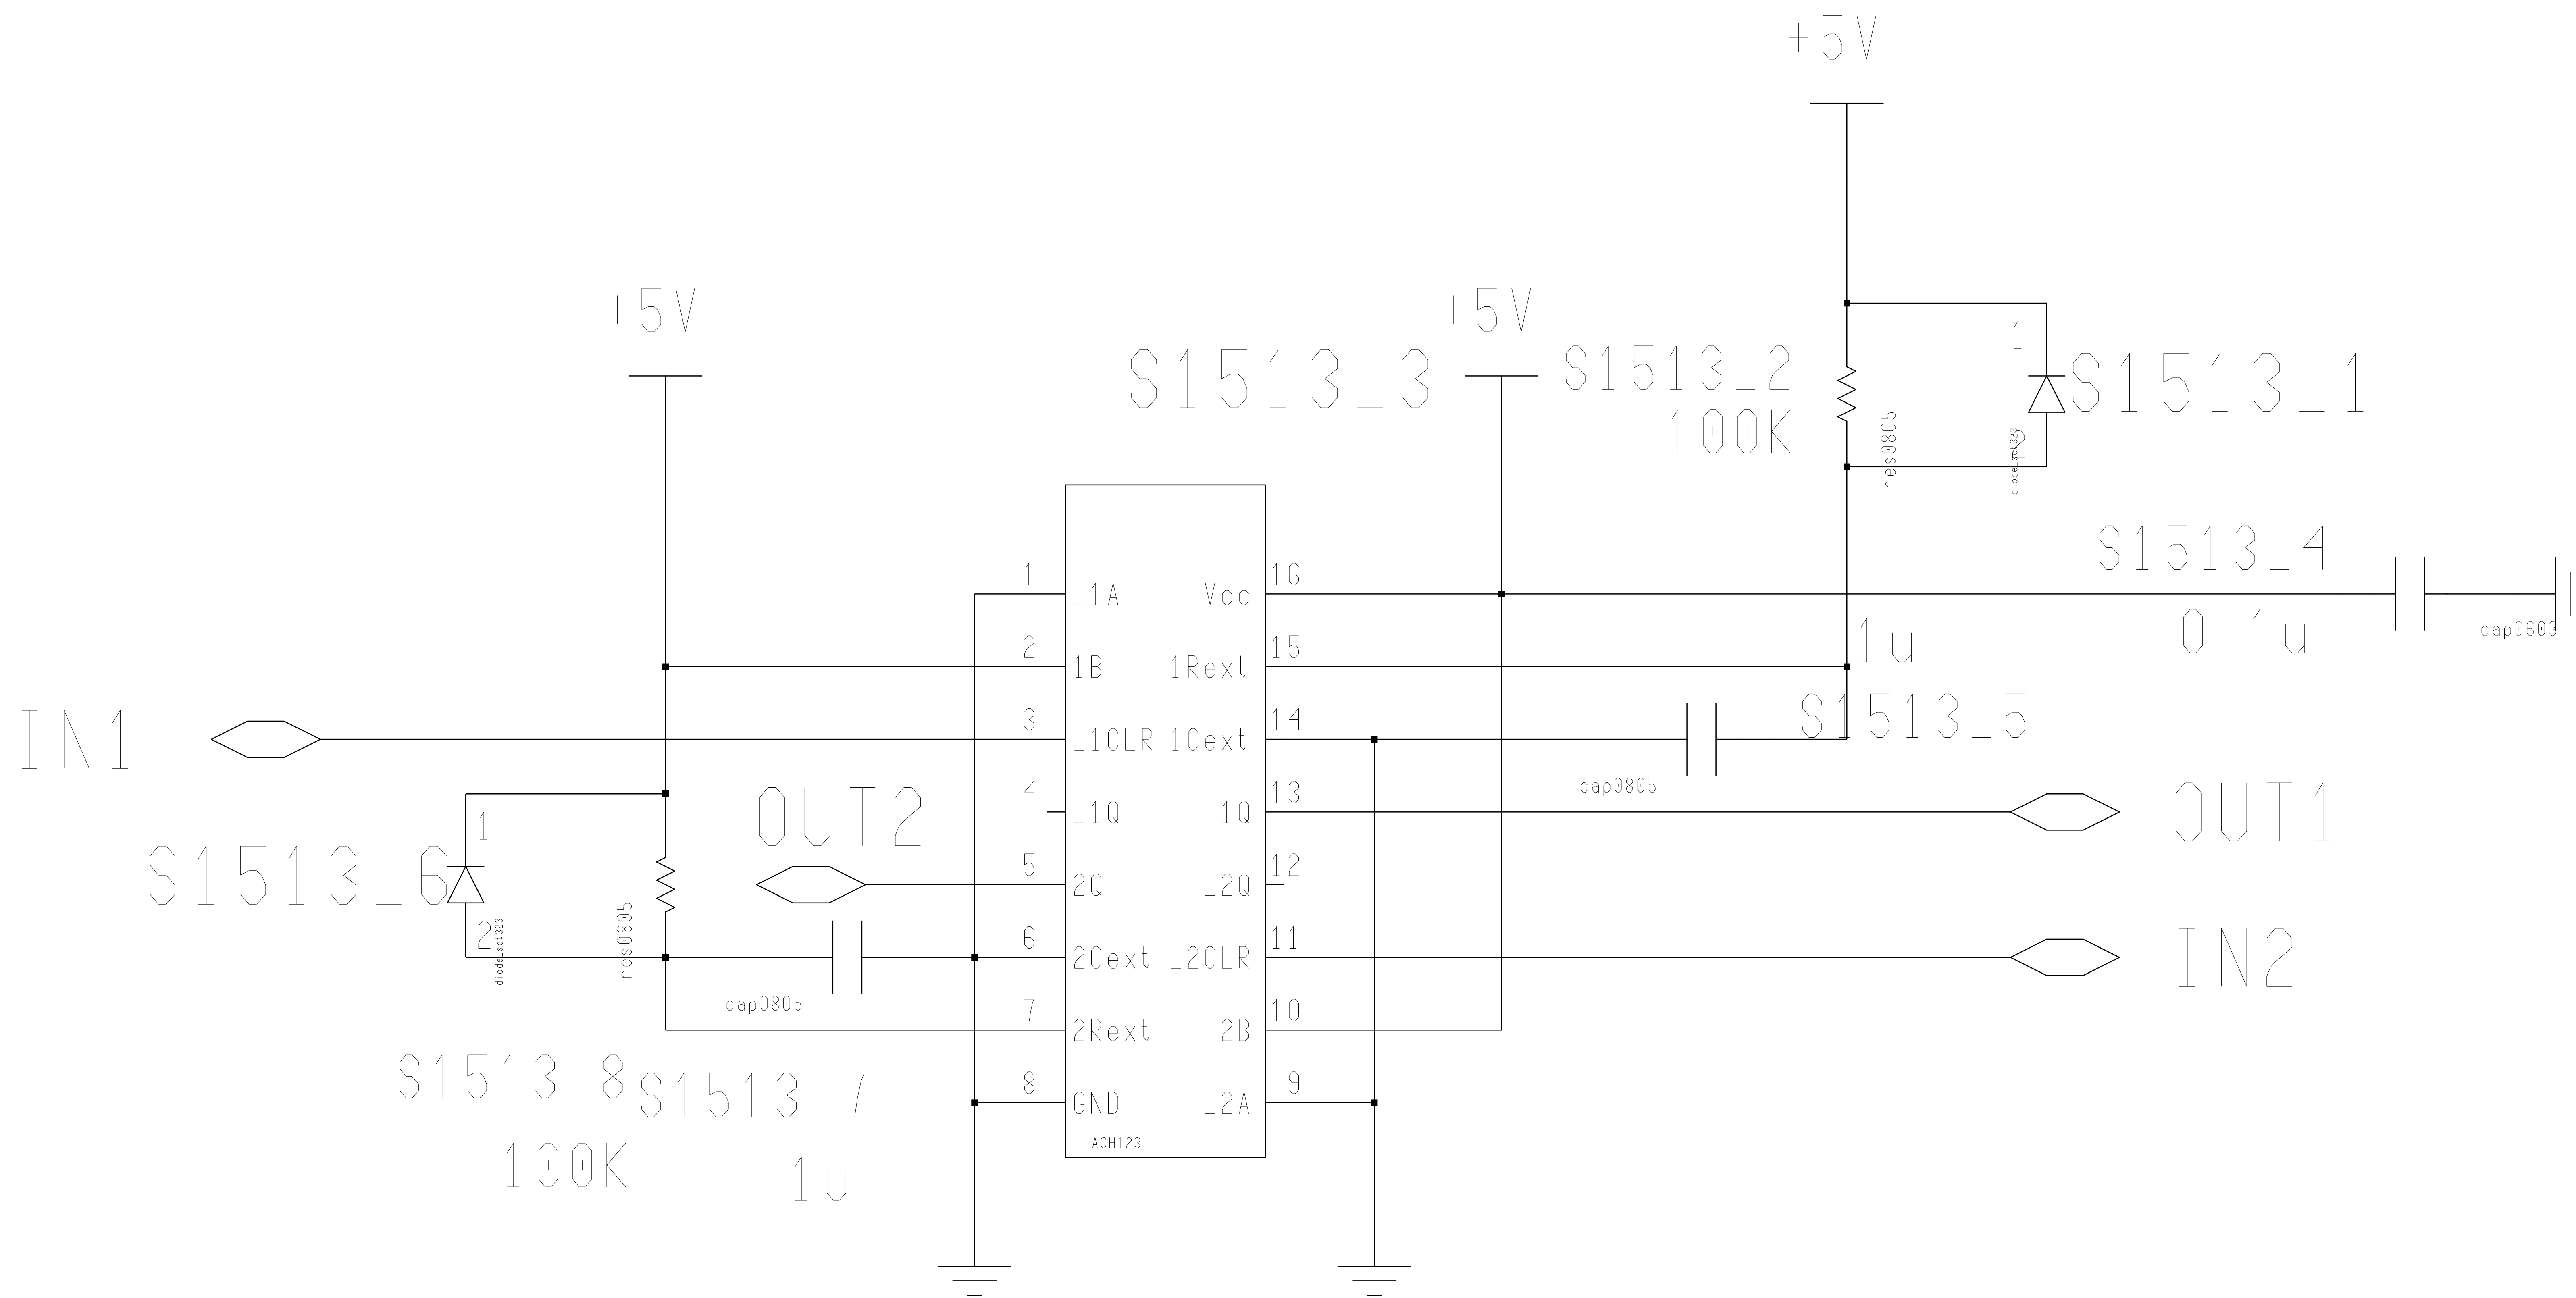 +5V
+5V
+5V
S1513_3
S1513_2
100K
res0805
1
2
diode_sot323
S1513_1
S1513_4
0.1u
cap0603
1 _1A
2 1B
3 _1CLR
4 _1Q
5 2Q
6 2Cext
7 2Rext
8 GND
Vcc 16
1Rext 15
1Cext 14
1Q 13
_2Q 12
_2CLR 11
2B 10
_2A 9
ACH123
1u
S1513_5
cap0805
IN1
OUT1
IN2
OUT2
S1513_6
1
2
diode_sot323
res0805
cap0805
S1513_8
100K
S1513_7
1u